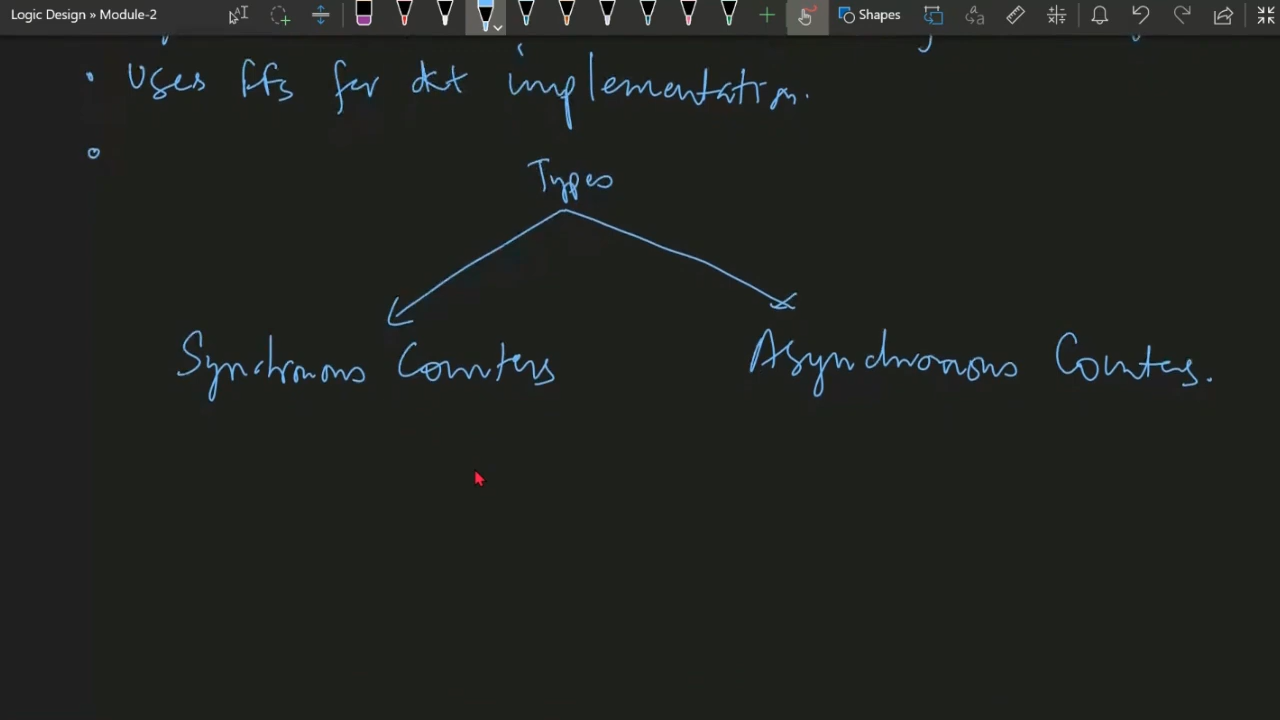 Logic Design » Module-2
Shapes
• Uses FFs for ckt implementation.
Types
Synchronous Counters
Asynchronous Counters.